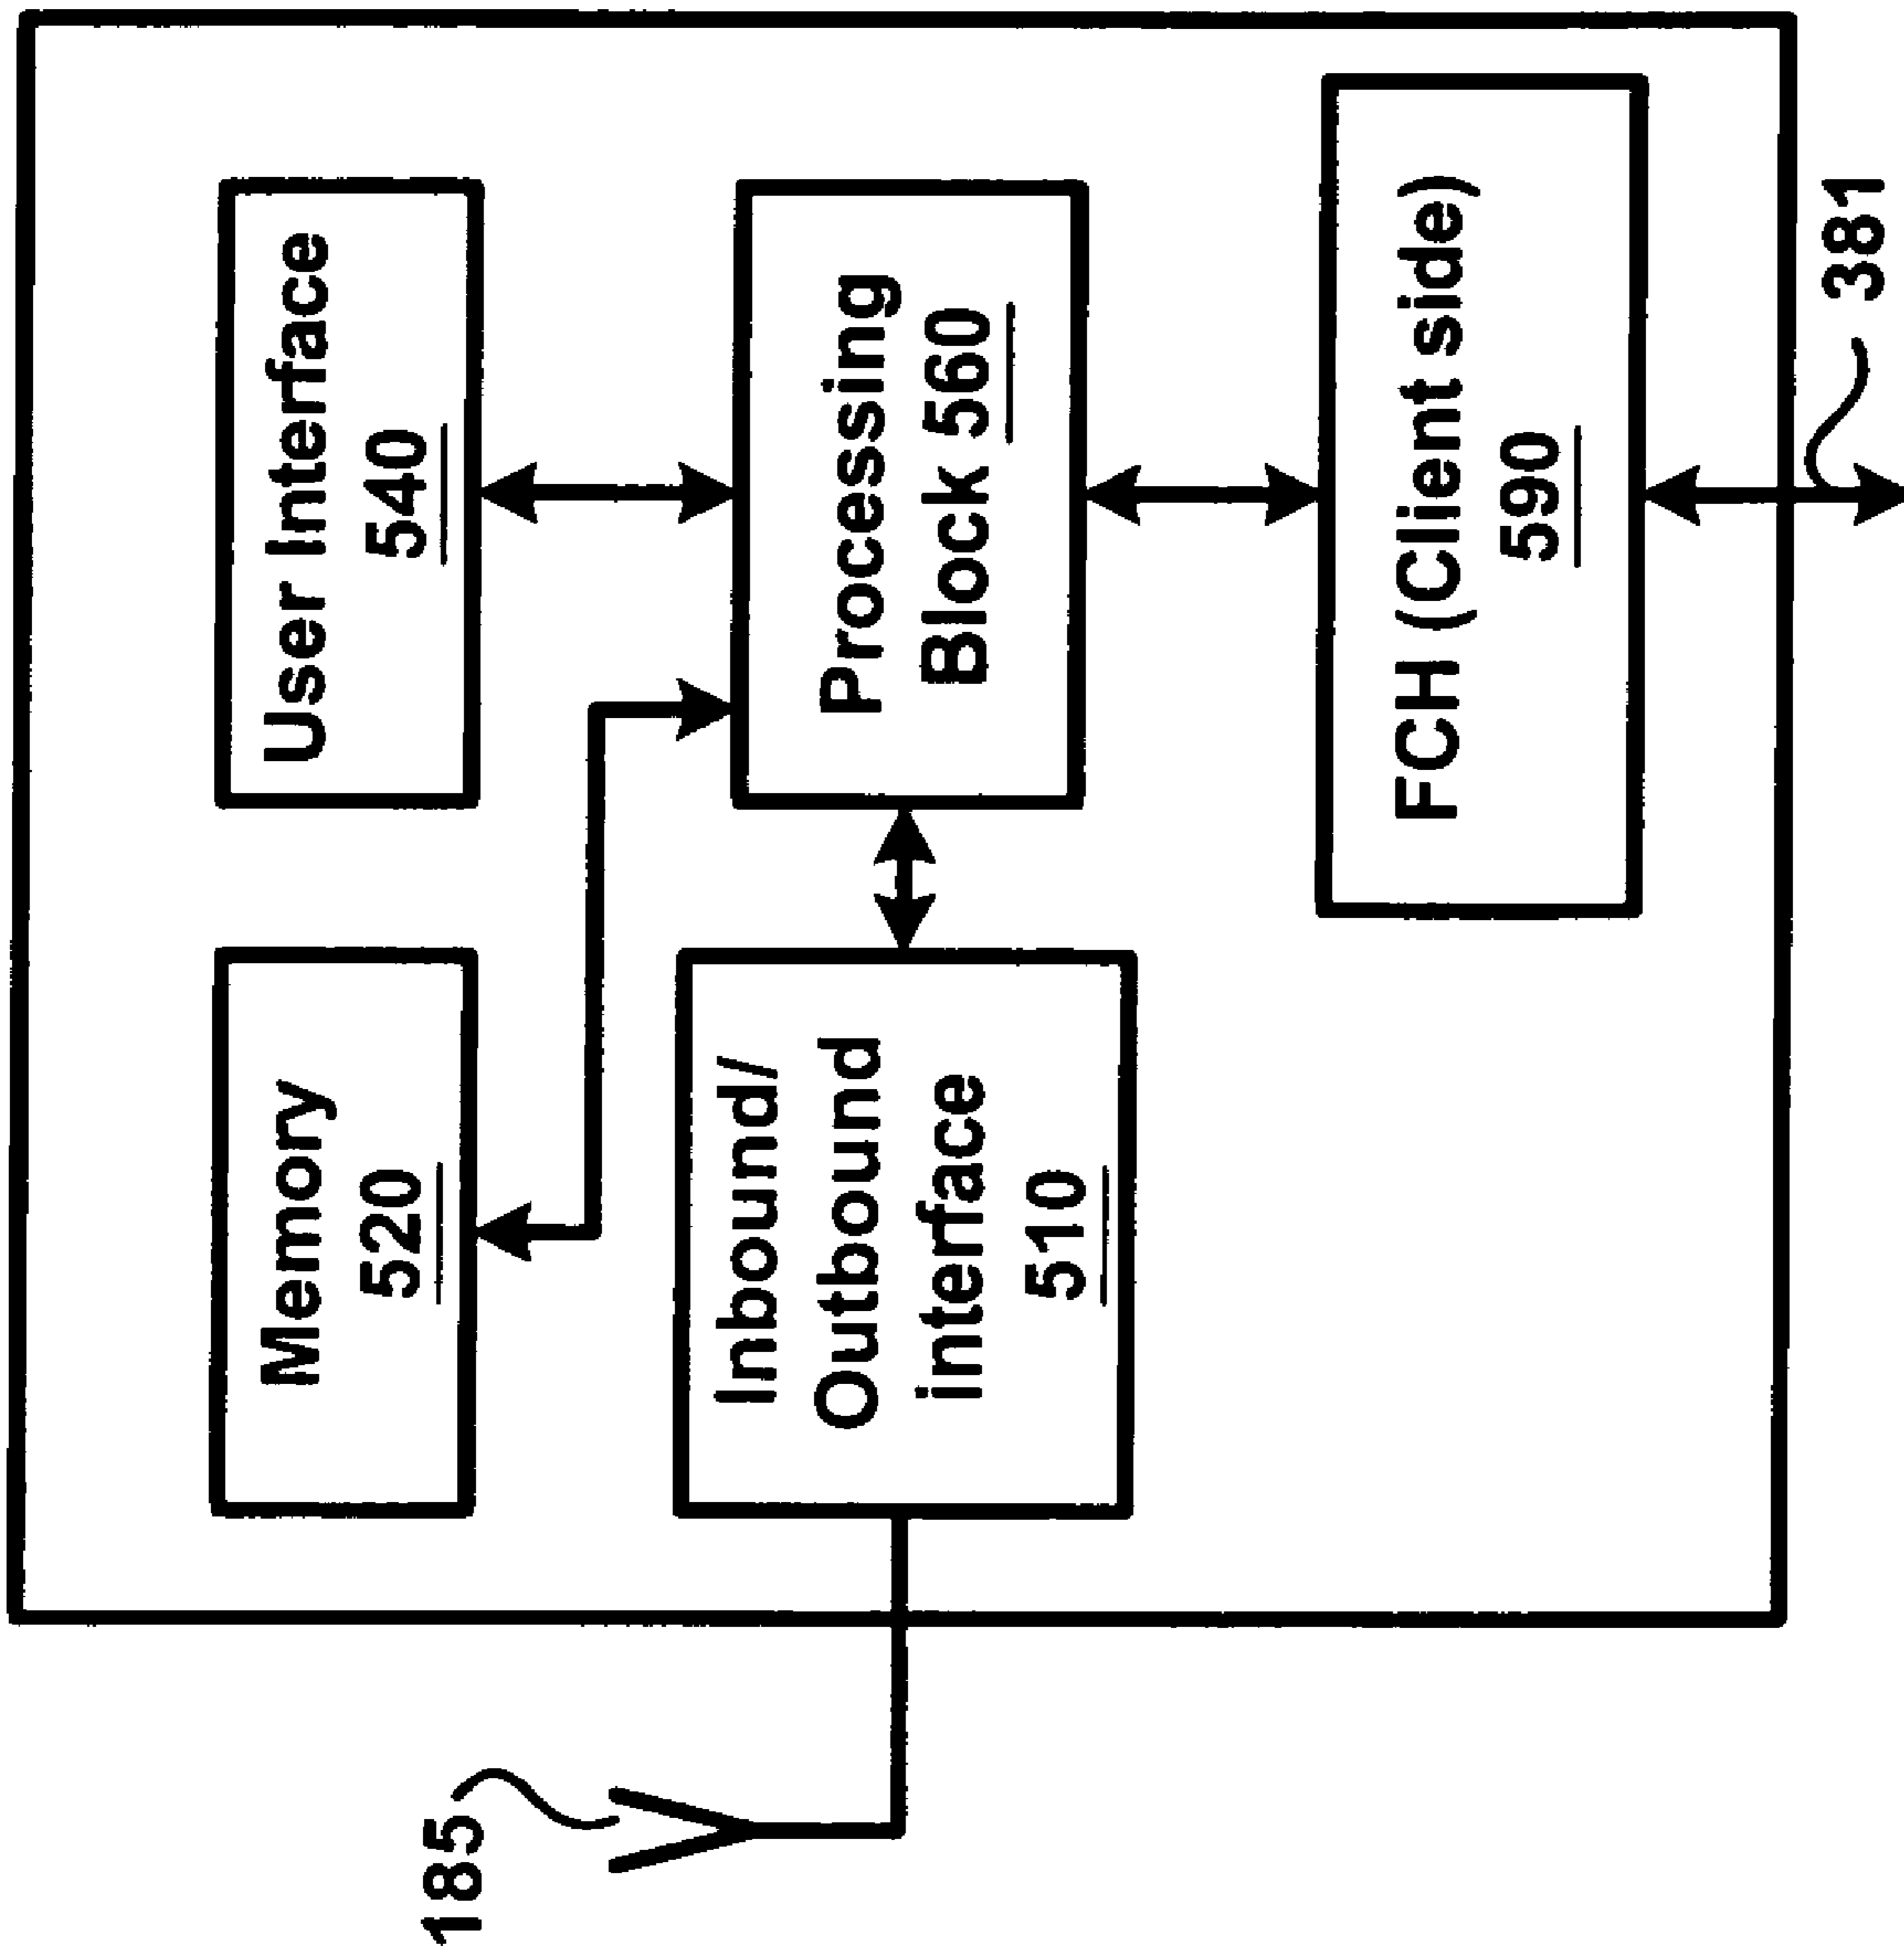 185
Memory
520
User Interface
540
Inbound/
Outbound
interface
510
Processing
Block 560
FCH (Client side)
590
381